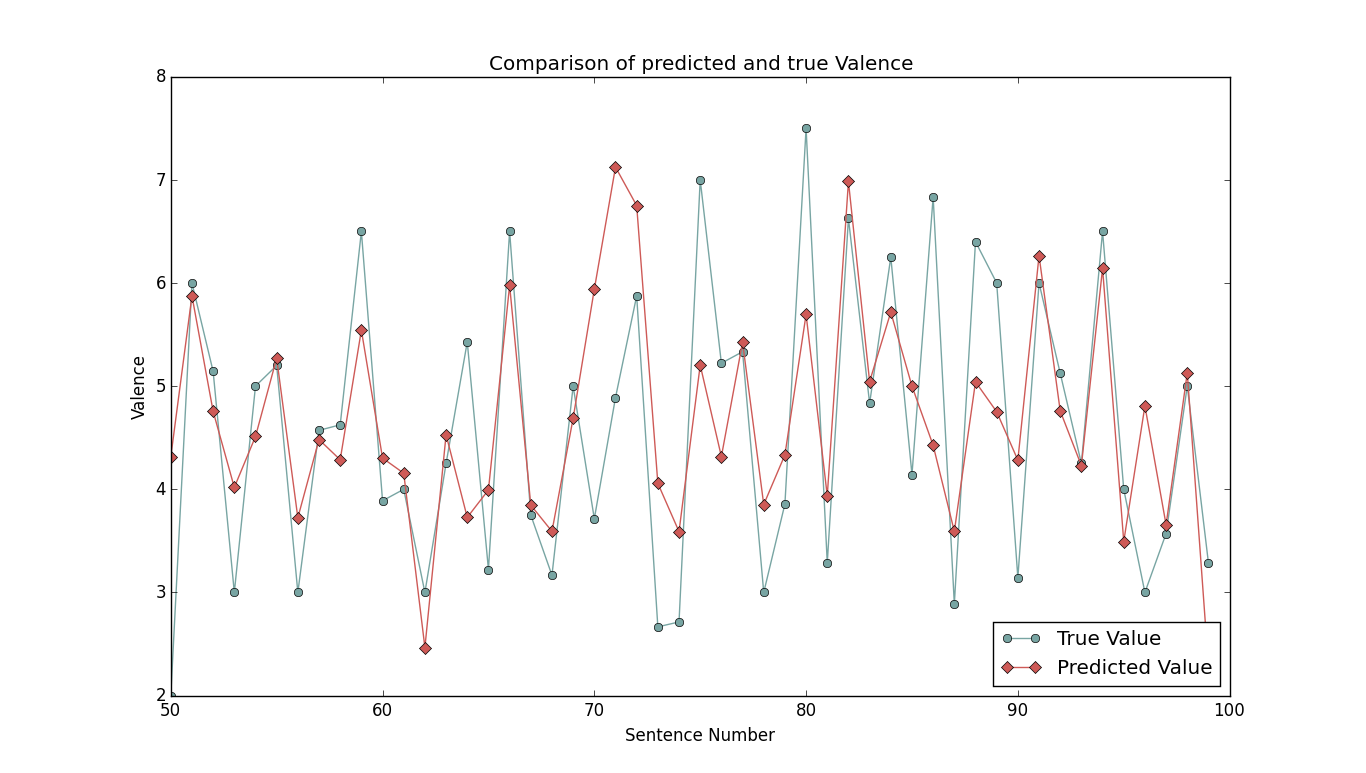 Comparison of predicted and true Valence
8
7
6
5
4
3
2
Valence
50 60 70 80 90 100
Sentence Number
True Value
Predicted Value